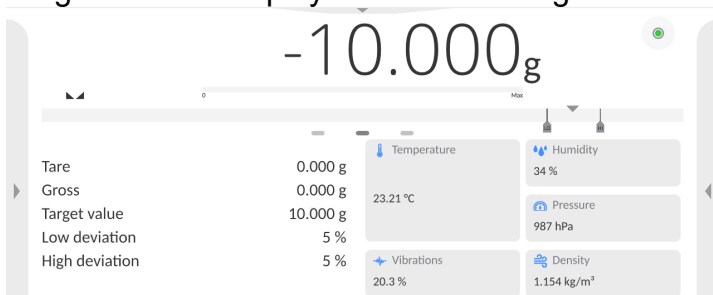 -10.000g
0 Max
Tare 0.000 g
Gross 0.000 g
Target value 10.000 g
Low deviation 5 %
High deviation 5 %
Temperature
23.21 °C
Humidity
34 %
Pressure
987 hPa
Vibrations
20.3 %
Density
1.154 kg/m³